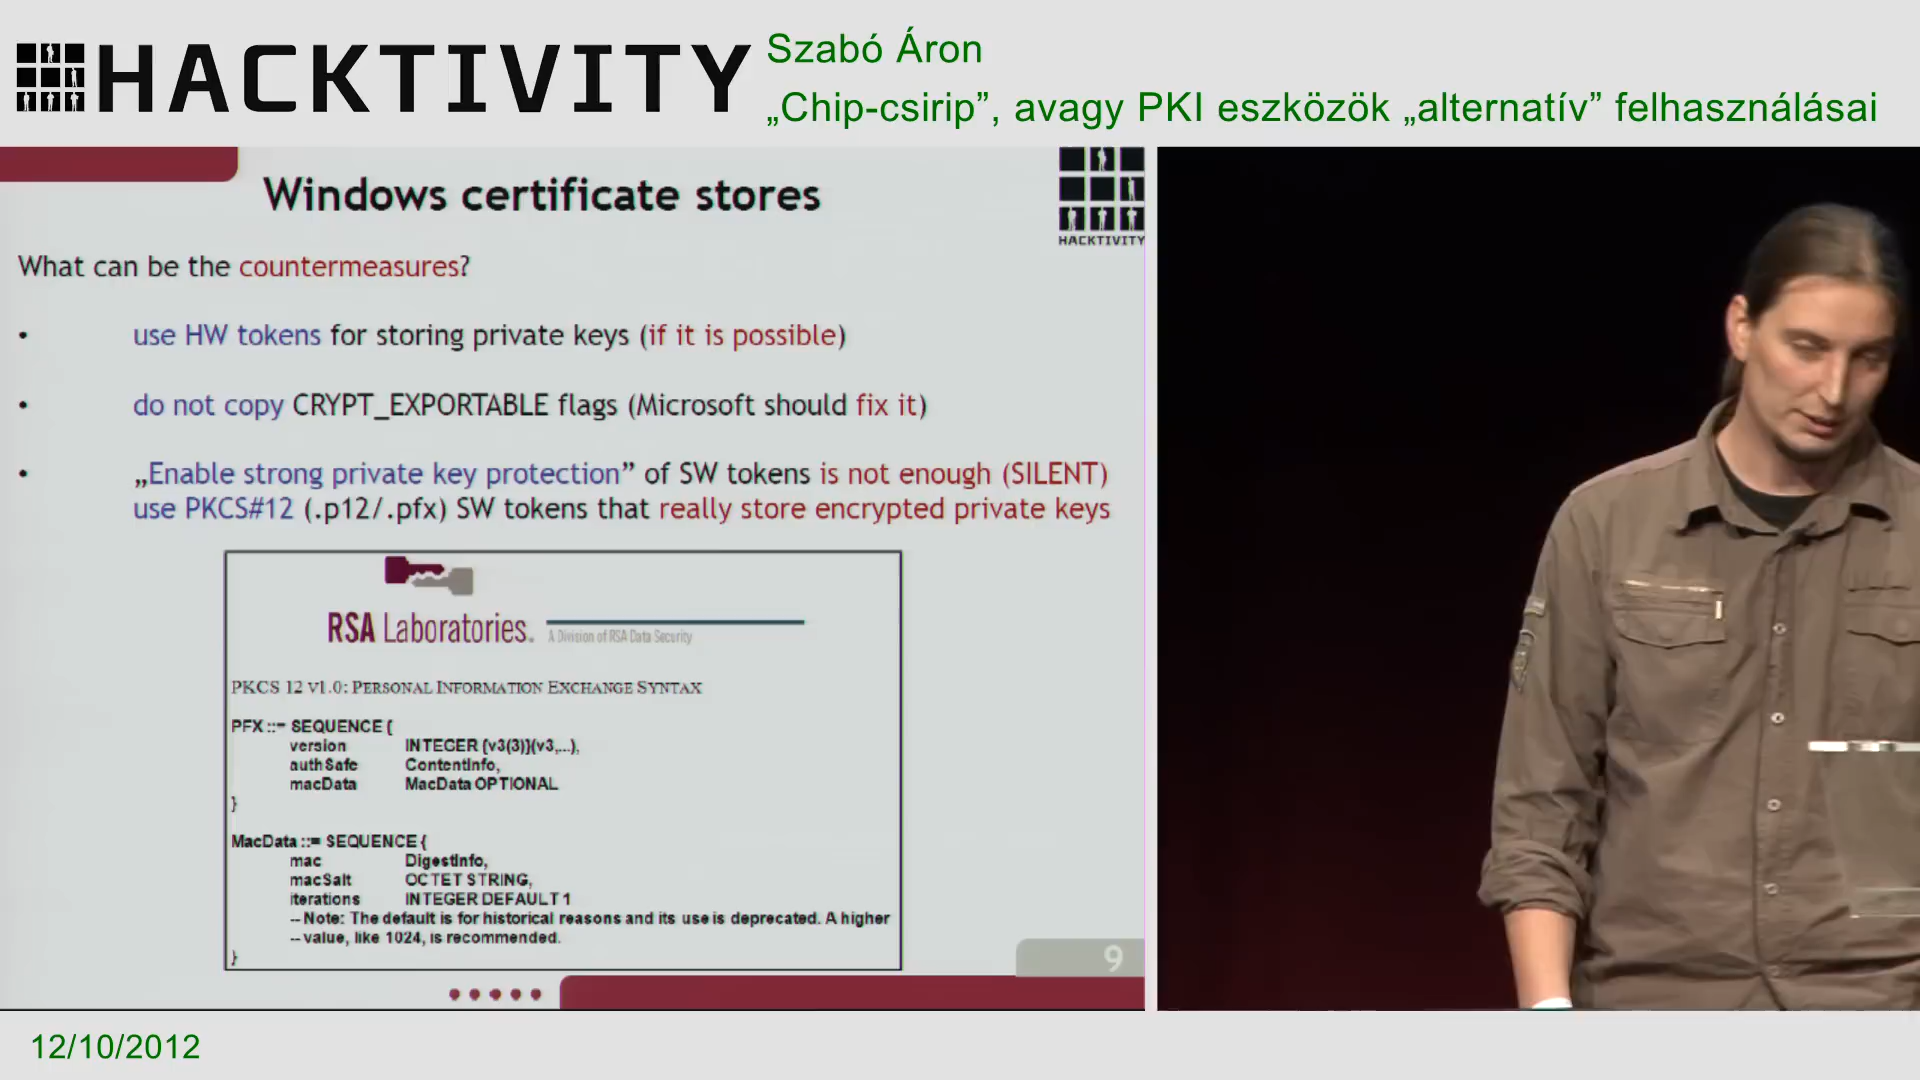 HACKTIVITY
Szabó Áron
„Chip-csirip”, avagy PKI eszközök „alternatív” felhasználásai
Windows certificate stores
HACKTIVITY
What can be the countermeasures?
• use HW tokens for storing private keys (if it is possible)
• do not copy CRYPT_EXPORTABLE flags (Microsoft should fix it)
• „Enable strong private key protection” of SW tokens is not enough (SILENT)
use PKCS#12 (.p12/.pfx) SW tokens that really store encrypted private keys
RSA Laboratories.
A Division of RSA Data Security
PKCS 12 v1.0: PERSONAL INFORMATION EXCHANGE SYNTAX
PFX ::= SEQUENCE {
version INTEGER {v3(3)}(v3,...),
authSafe ContentInfo,
macData MacData OPTIONAL
}
MacData ::= SEQUENCE {
mac DigestInfo,
macSalt OCTET STRING,
iterations INTEGER DEFAULT 1
-- Note: The default is for historical reasons and its use is deprecated. A higher
-- value, like 1024, is recommended.
}
9
12/10/2012